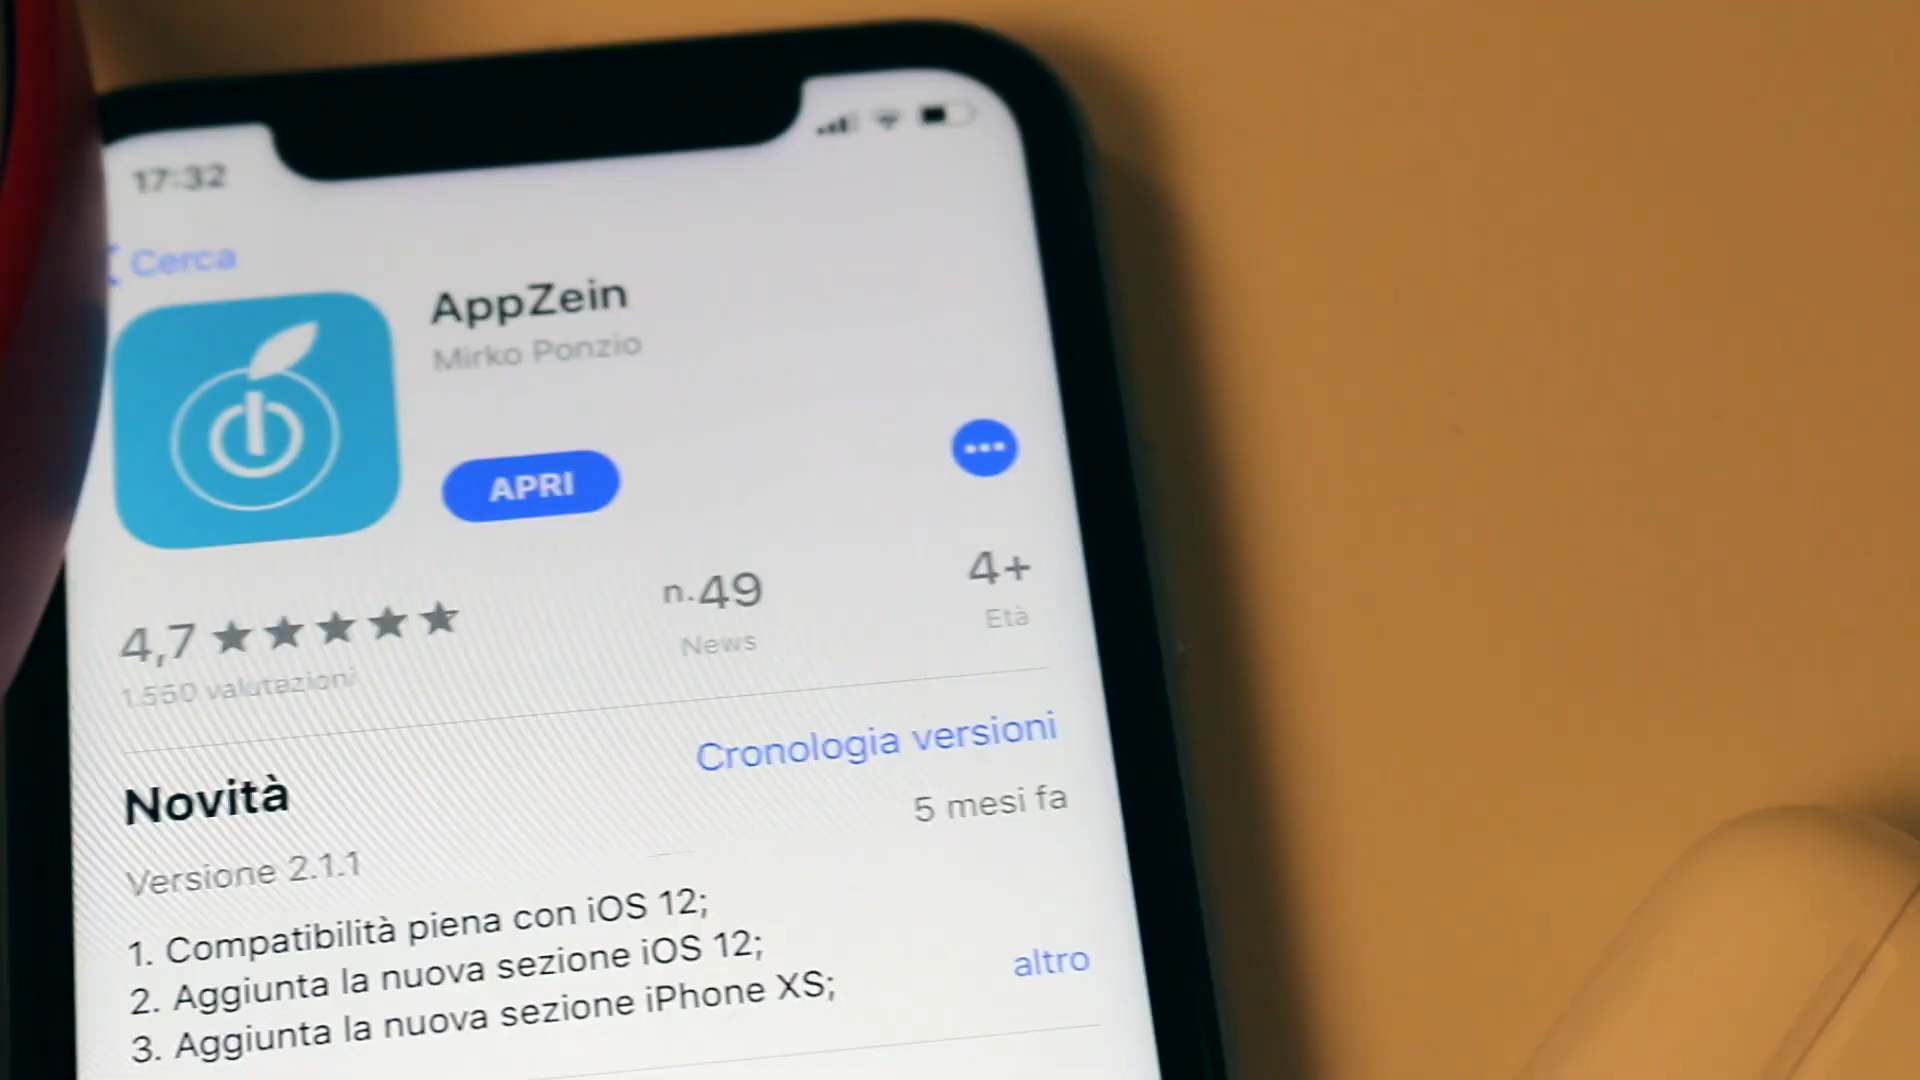 17:32
Cerca
AppZein
Mirko Ponzio
APRI
4,7 ★★★★★
n.49
4+
1.550 valutazioni
News
Età
Novità
Cronologia versioni
Versione 2.1.1
5 mesi fa
1. Compatibilità piena con iOS 12;
2. Aggiunta la nuova sezione iOS 12;
3. Aggiunta la nuova sezione iPhone XS;
altro